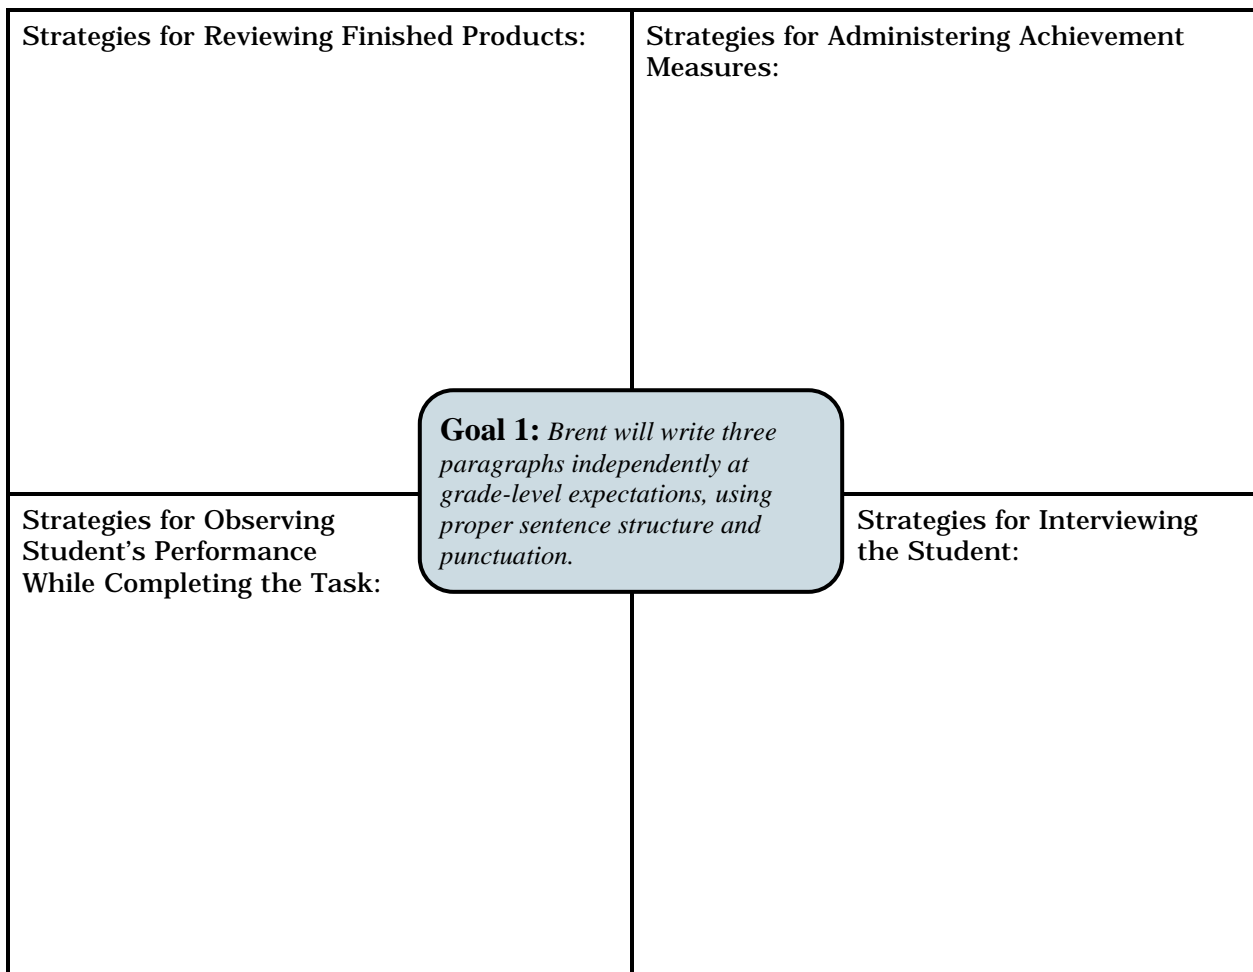 Strategies for Reviewing Finished Products:
Strategies for Administering Achievement
Measures:
Goal 1: Brent will write three
paragraphs independently at
grade-level expectations, using
proper sentence structure and
punctuation.
Strategies for Observing
Student’s Performance
While Completing the Task:
Strategies for Interviewing
the Student: